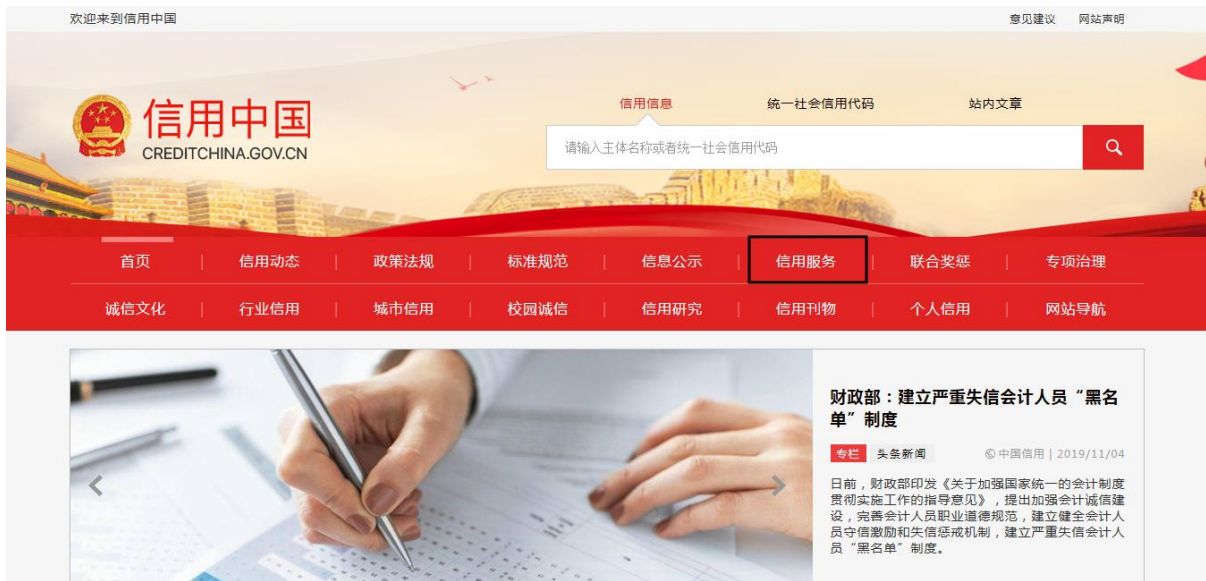 欢迎来到信用中国
意见建议 网站声明
信用中国
CREDITCHINA.GOV.CN
信用信息 统一社会信用代码 站内文章
请输入主体名称或者统一社会信用代码
首页 | 信用动态 | 政策法规 | 标准规范 | 信息公示 | 信用服务 | 联合奖惩 | 专项治理
诚信文化 | 行业信用 | 城市信用 | 校园诚信 | 信用研究 | 信用刊物 | 个人信用 | 网站导航
财政部：建立严重失信会计人员“黑名
单”制度
专栏 头条新闻 中国信用 | 2019/11/04
日前，财政部印发《关于加强国家统一的会计制度
贯彻实施工作的指导意见》，提出加强会计诚信建
设，完善会计人员职业道德规范，建立健全会计人
员守信激励和失信惩戒机制，建立严重失信会计人
员“黑名单”制度。